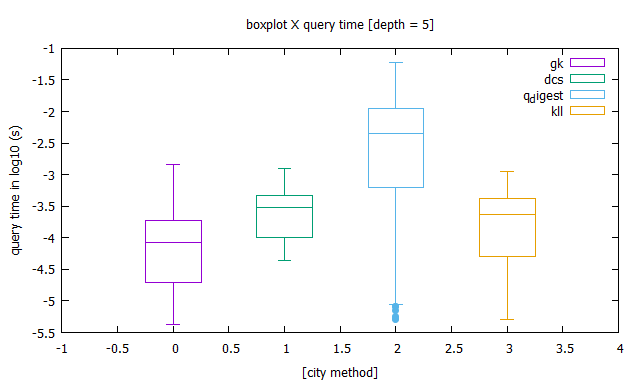 boxplot X query time [depth = 5]
gk
dcs
q_digest
kll
query time in log10 (s)
-1
-1.5
-2
-2.5
-3
-3.5
-4
-4.5
-5
-5.5
-1 -0.5 0 0.5 1 1.5 2 2.5 3 3.5 4
[city method]